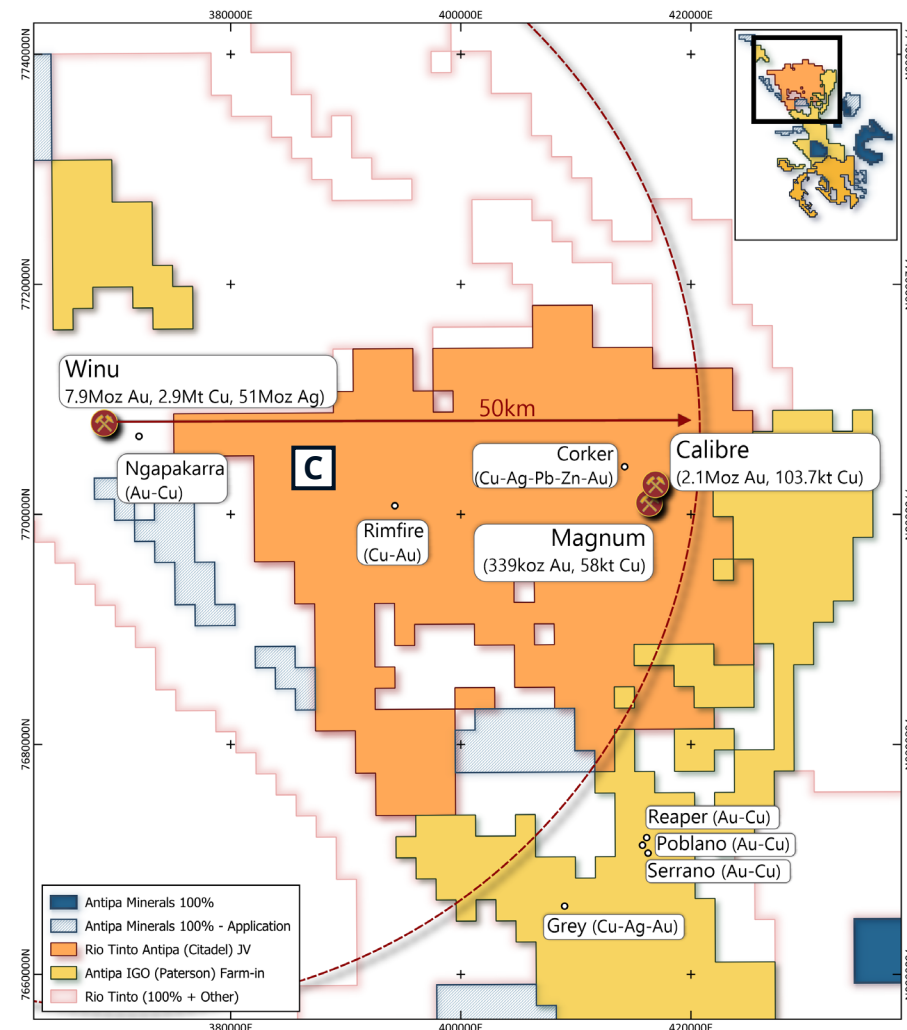 380000E
400000E
420000E
7740000N
7720000N
7700000N
7680000N
7660000N
Winu
7.9Moz Au, 2.9Mt Cu, 51Moz Ag)
50km
Ngapakarra
(Au-Cu)
C
Corker
(Cu-Ag-Pb-Zn-Au)
Calibre
(2.1Moz Au, 103.7kt Cu)
Rimfire
(Cu-Au)
Magnum
(339koz Au, 58kt Cu)
Reaper (Au-Cu)
Poblano (Au-Cu)
Serrano (Au-Cu)
Grey (Cu-Ag-Au)
Antipa Minerals 100%
Antipa Minerals 100% - Application
Rio Tinto Antipa (Citadel) JV
Antipa IGO (Paterson) Farm-in
Rio Tinto (100% + Other)
380000E
400000E
420000E